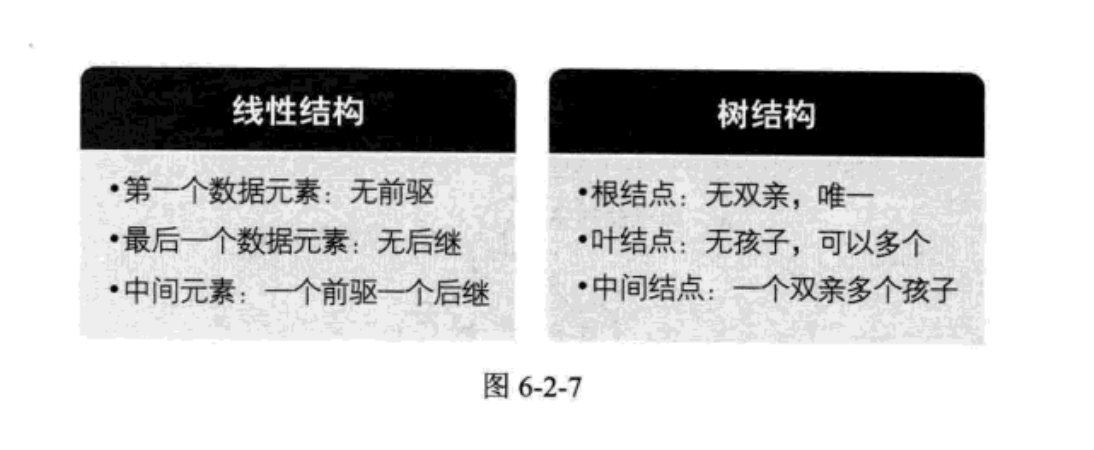 线性结构
•第一个数据元素：无前驱
•最后一个数据元素：无后继
•中间元素：一个前驱一个后继
树结构
•根结点：无双亲，唯一
•叶结点：无孩子，可以多个
•中间结点：一个双亲多个孩子
图 6-2-7